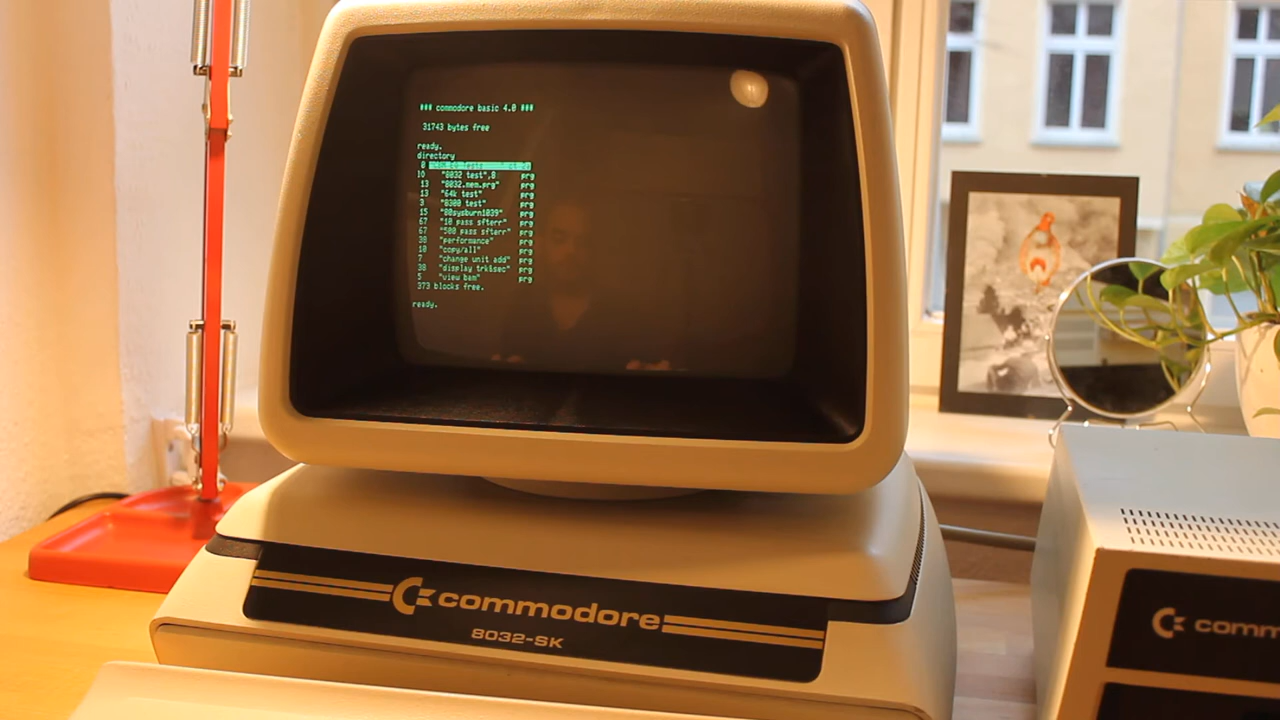 ### commodore basic 4.0 ###
31743 bytes free
ready.
directory
0
10 "8032 test",8 prg
13 "8032.mem.prg" prg
13 "64k test" prg
3 "8300 test" prg
15 "80sysburn1039" prg
67 "10 pass sfterr" prg
67 "500 pass sfterr" prg
38 "performance" prg
10 "copy/all" prg
7 "change unit add" prg
38 "display trk&sec" prg
5 "view bam" prg
373 blocks free.
ready.
commodore
8032-SK
comm